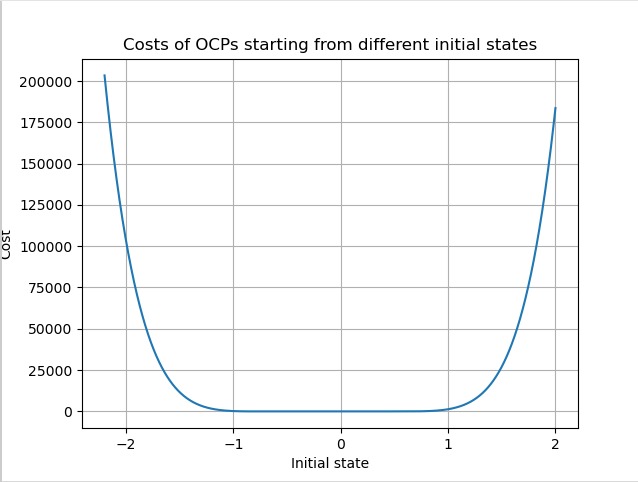 Costs of OCPs starting from different initial states
200000
175000
150000
125000
100000
75000
50000
25000
0
Cost
−2 −1 0 1 2
Initial state